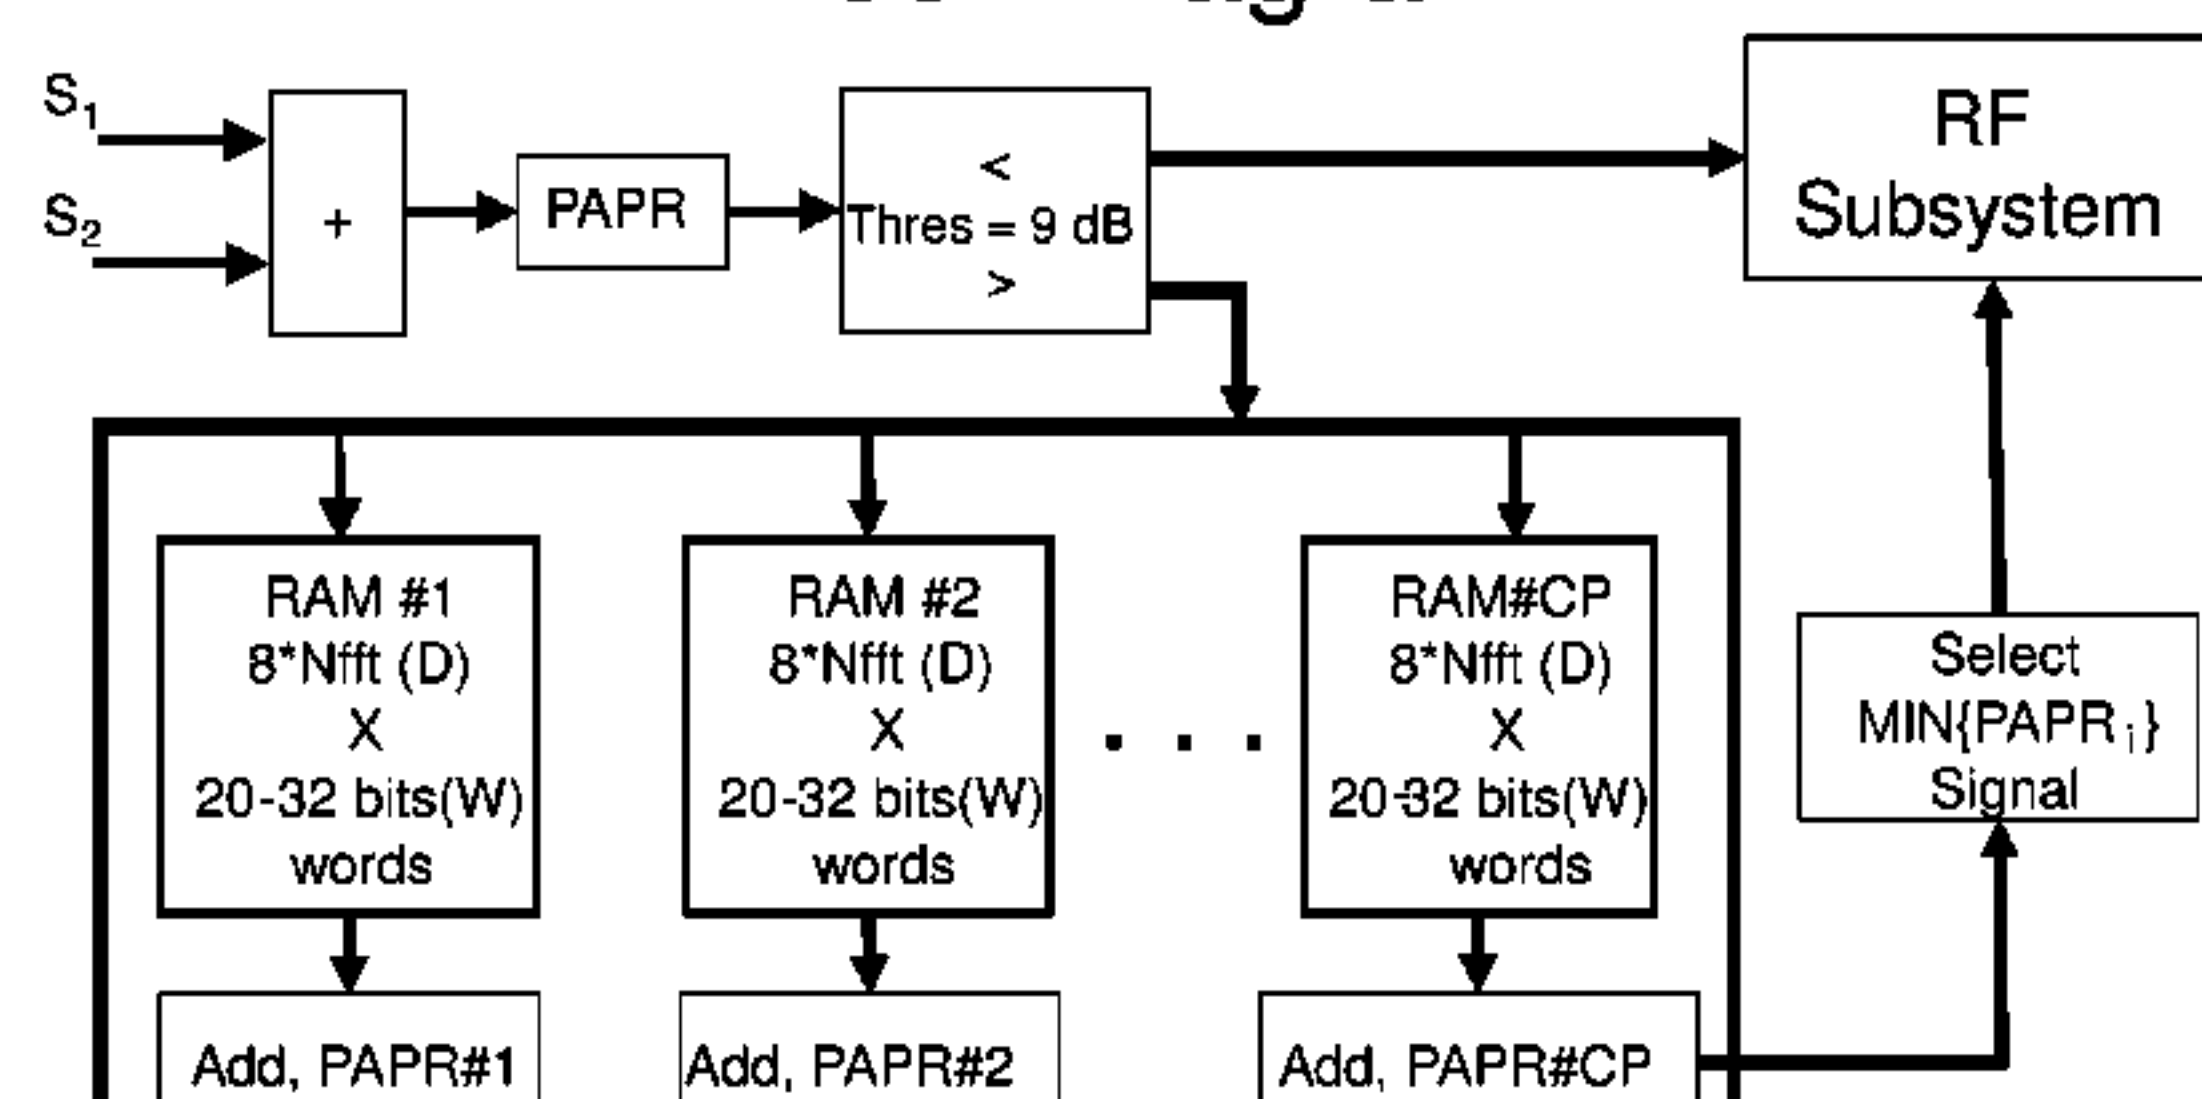 S1
S2
+
PAPR
<
Thres = 9 dB
>
RF
Subsystem
RAM #1
8*Nfft (D)
X
20-32 bits(W)
words
RAM #2
8*Nfft (D)
X
20-32 bits(W)
words
. . .
RAM#CP
8*Nfft (D)
X
20-32 bits(W)
words
Select
MIN{PAPR i}
Signal
Add, PAPR#1
Add, PAPR#2
Add, PAPR#CP